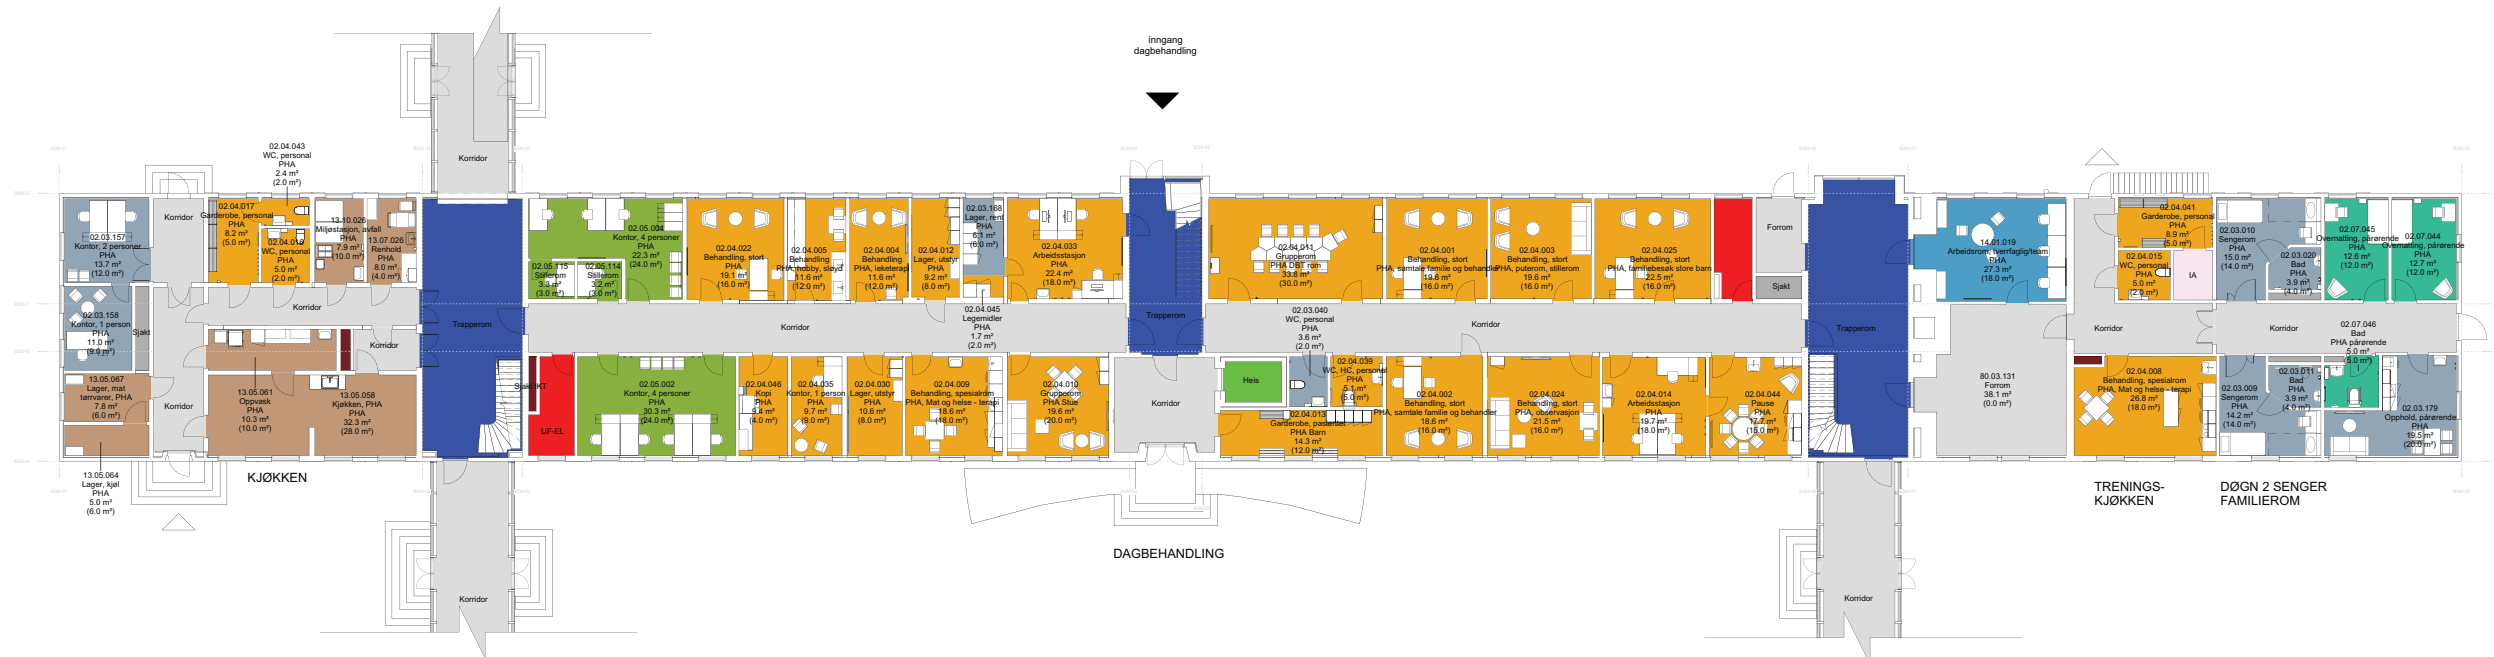 inngang
dagbehandling
Korridor
02.04.043
WC, personal
PHA
2.4 m²
(2.0 m²)
02.03.157
Kontor, 2 personer
PHA
13.7 m²
(12.0 m²)
Korridor
02.04.017
Garderobe, personal
PHA
8.2 m²
(5.0 m²)
02.04.016
WC, personal
PHA
5.0 m²
(2.0 m²)
13.10.026
Miljøstasjon, avfall
PHA
7.9 m²
(10.0 m²)
13.07.026
Renhold
PHA
8.0 m²
(4.0 m²)
02.05.004
Kontor, 4 personer
PHA
22.3 m²
(24.0 m²)
02.05.115
Stillerom
3.3 m²
(3.0 m²)
02.05.114
Stillerom
3.2 m²
(3.0 m²)
02.04.022
Behandling, stort
PHA
19.1 m²
(16.0 m²)
02.04.005
Behandling
PHA, hobby, sløyd
11.6 m²
(12.0 m²)
02.04.004
Behandling
PHA, leketerapi
11.6 m²
(12.0 m²)
02.04.012
Lager, utstyr
PHA
9.2 m²
(8.0 m²)
02.03.168
Lager, rent
PHA
6.1 m²
(6.0 m²)
02.04.033
Arbeidsstasjon
PHA
22.4 m²
(18.0 m²)
02.04.011
Grupperom
PHA DBT rom
33.8 m²
(30.0 m²)
02.04.001
Behandling, stort
PHA, samtale familie og behandler
19.6 m²
(16.0 m²)
02.04.003
Behandling, stort
PHA, puterom, stillerom
19.6 m²
(16.0 m²)
02.04.025
Behandling, stort
PHA, familiebesøk store barn
22.5 m²
(16.0 m²)
Forrom
Sjakt
14.01.019
Arbeidsrom, tverrfaglig/team
PHA
27.3 m²
(18.0 m²)
02.04.041
Garderobe, personal
PHA
8.9 m²
(5.0 m²)
02.04.015
WC, personal
PHA
5.0 m²
(2.0 m²)
IA
02.03.010
Sengerom
PHA
15.0 m²
(14.0 m²)
02.03.020
Bad
PHA
3.9 m²
(4.0 m²)
02.07.045
Overnatting, pårørende
PHA
12.6 m²
(12.0 m²)
02.07.044
Overnatting, pårørende
PHA
12.7 m²
(12.0 m²)
02.03.158
Kontor, 1 person
PHA
11.0 m²
(9.0 m²)
Sjakt
Korridor
Korridor
Trapperom
Korridor
02.04.045
Legemidler
PHA
1.7 m²
(2.0 m²)
Trapperom
02.03.040
WC, personal
PHA
3.6 m²
(2.0 m²)
Korridor
Trapperom
Korridor
Korridor
02.07.046
Bad
PHA pårørende
5.0 m²
(5.0 m²)
13.05.067
Lager, mat
tørrvarer, PHA
7.8 m²
(6.0 m²)
Korridor
13.05.061
Oppvask
PHA
10.3 m²
(10.0 m²)
13.05.058
Kjøkken, PHA
PHA
32.3 m²
(28.0 m²)
Sjakt IKT
UF-EL
02.05.002
Kontor, 4 personer
PHA
30.3 m²
(24.0 m²)
02.04.046
Kopi
PHA
9.4 m²
(4.0 m²)
02.04.035
Kontor, 1 person
PHA
9.7 m²
(9.0 m²)
02.04.030
Lager, utstyr
PHA
10.6 m²
(8.0 m²)
02.04.009
Behandling, spesialrom
PHA, Mat og helse - terapi
18.6 m²
(18.0 m²)
02.04.010
Grupperom
PHA Stue
19.6 m²
(20.0 m²)
Korridor
Heis
02.04.039
WC, HC, personal
PHA
5.1 m²
(5.0 m²)
02.04.013
Garderobe, pasienter
PHA Barn
14.3 m²
(12.0 m²)
02.04.002
Behandling, stort
PHA, samtale familie og behandler
18.6 m²
(16.0 m²)
02.04.024
Behandling, stort
PHA, observasjon
21.5 m²
(16.0 m²)
02.04.014
Arbeidsstasjon
PHA
19.7 m²
(18.0 m²)
02.04.044
Pause
PHA
17.7 m²
(15.0 m²)
80.03.131
Forrom
38.1 m²
(0.0 m²)
02.04.008
Behandling, spesialrom
PHA, Mat og helse - terapi
26.8 m²
(18.0 m²)
02.03.009
Sengerom
PHA
14.2 m²
(14.0 m²)
02.03.011
Bad
PHA
3.9 m²
(4.0 m²)
02.03.179
Opphold, pårørende,
PHA
19.5 m²
(20.0 m²)
13.05.064
Lager, kjøl
PHA
5.0 m²
(6.0 m²)
KJØKKEN
TRENINGS-
KJØKKEN
DØGN 2 SENGER
FAMILIEROM
DAGBEHANDLING
Korridor
Korridor